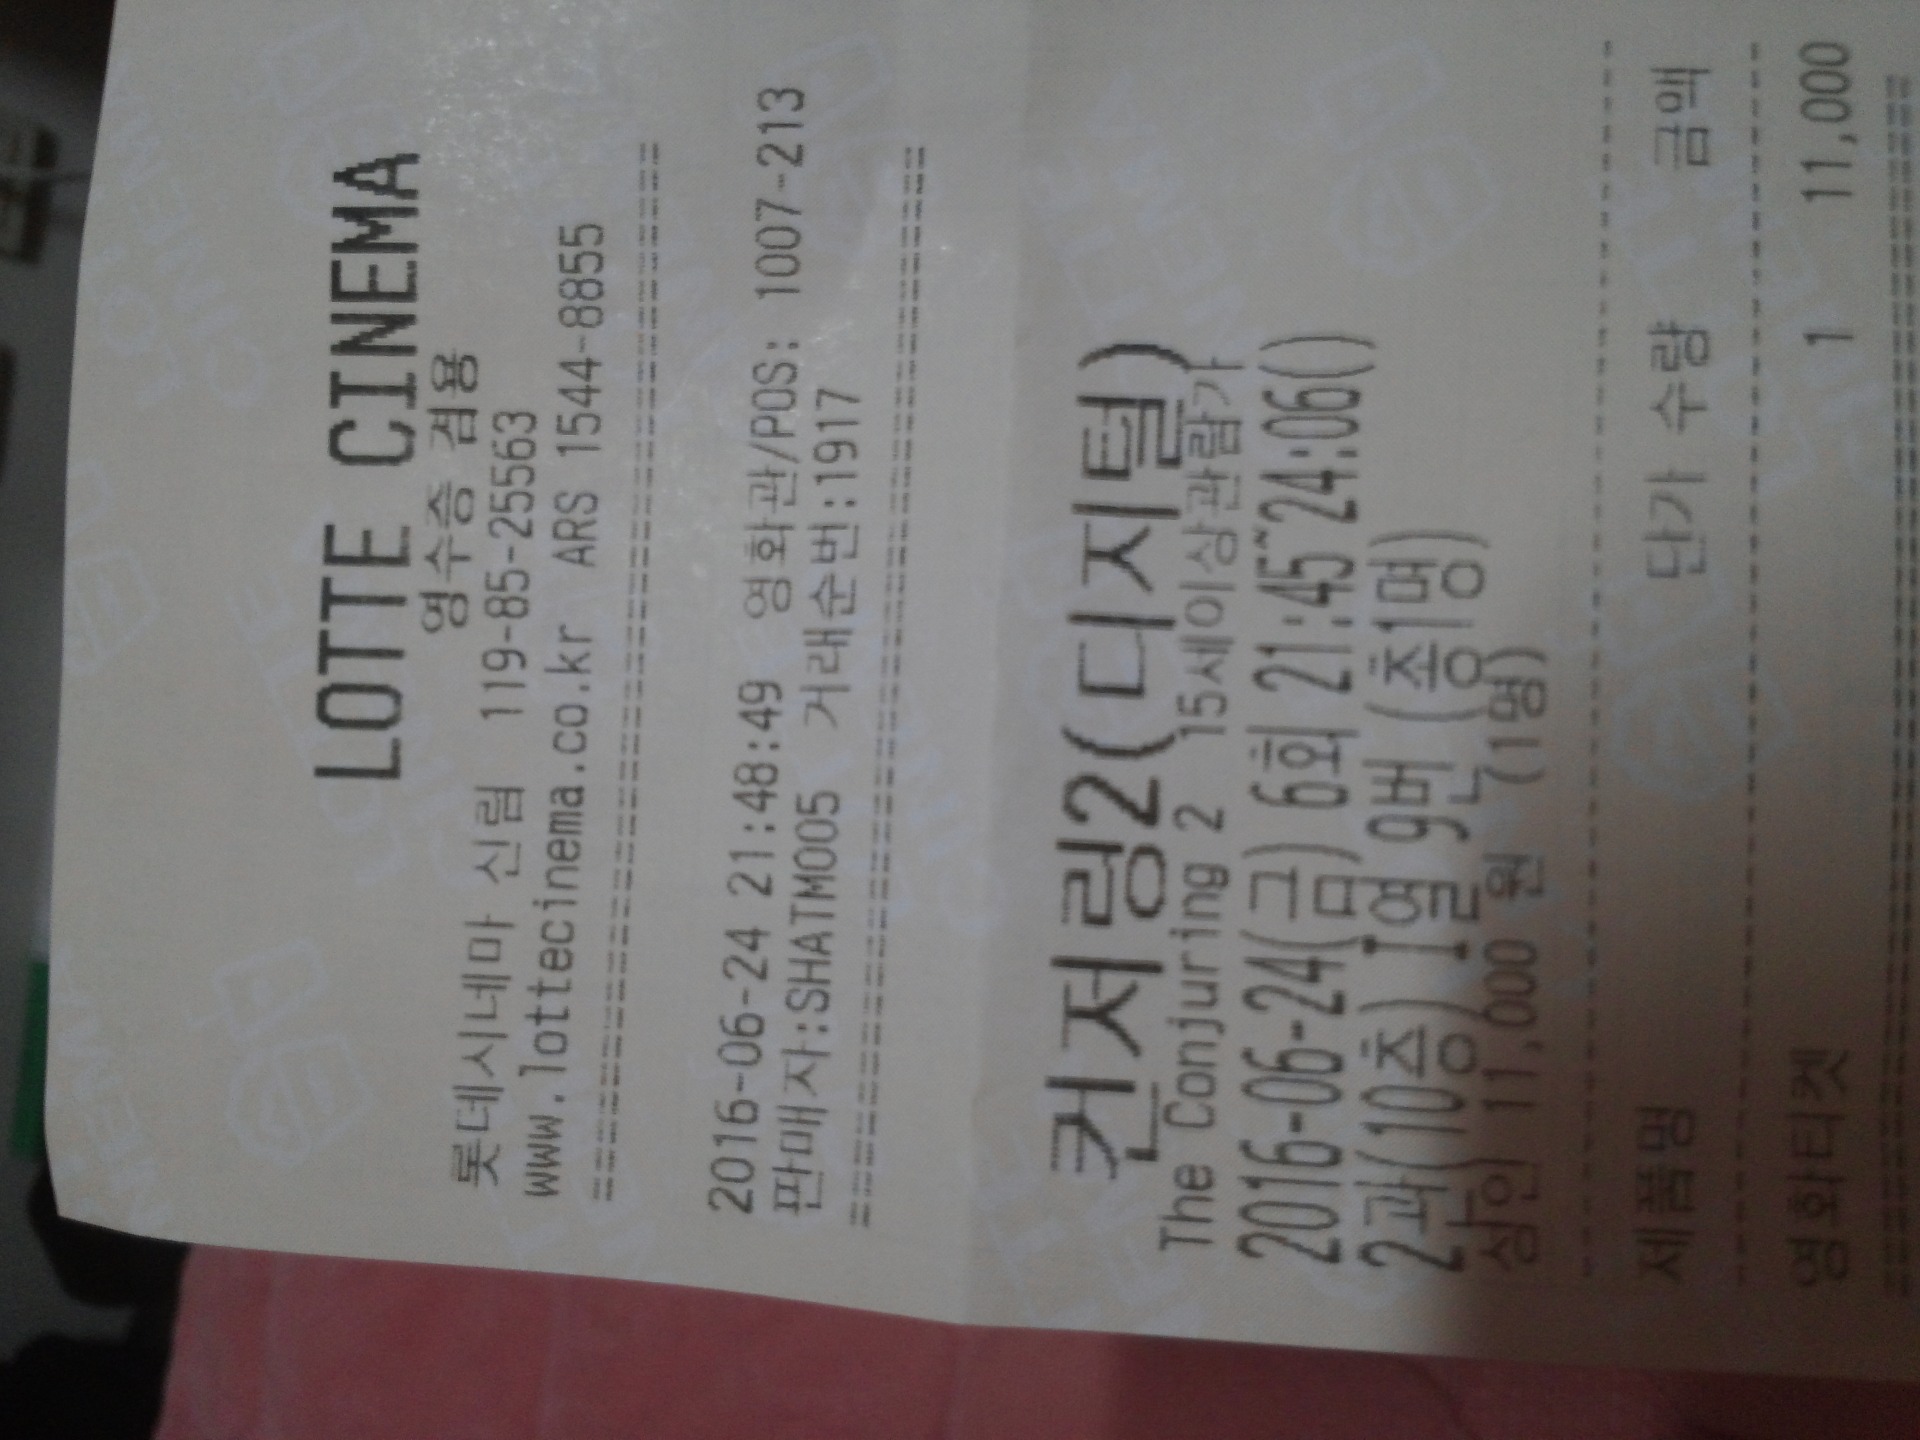 LOTTE CINEMA
영수증 겸용
롯데시네마 신림 119-85-25563
www.lottecinema.co.kr ARS 1544-8855
2016-06-24 21:48:49 영화관/POS: 1007-213
판매자:SHATM005 거래순번:1917
컨저링2(디지털)
The Conjuring 2 15세이상관람가
2016-06-24(금) 6회 21:45~24:06()
2관(10층) I열 9번 (총1명)
상인 11,000 원 (1명)
제품명 단가 수량 금액
영화티켓 1 11,000